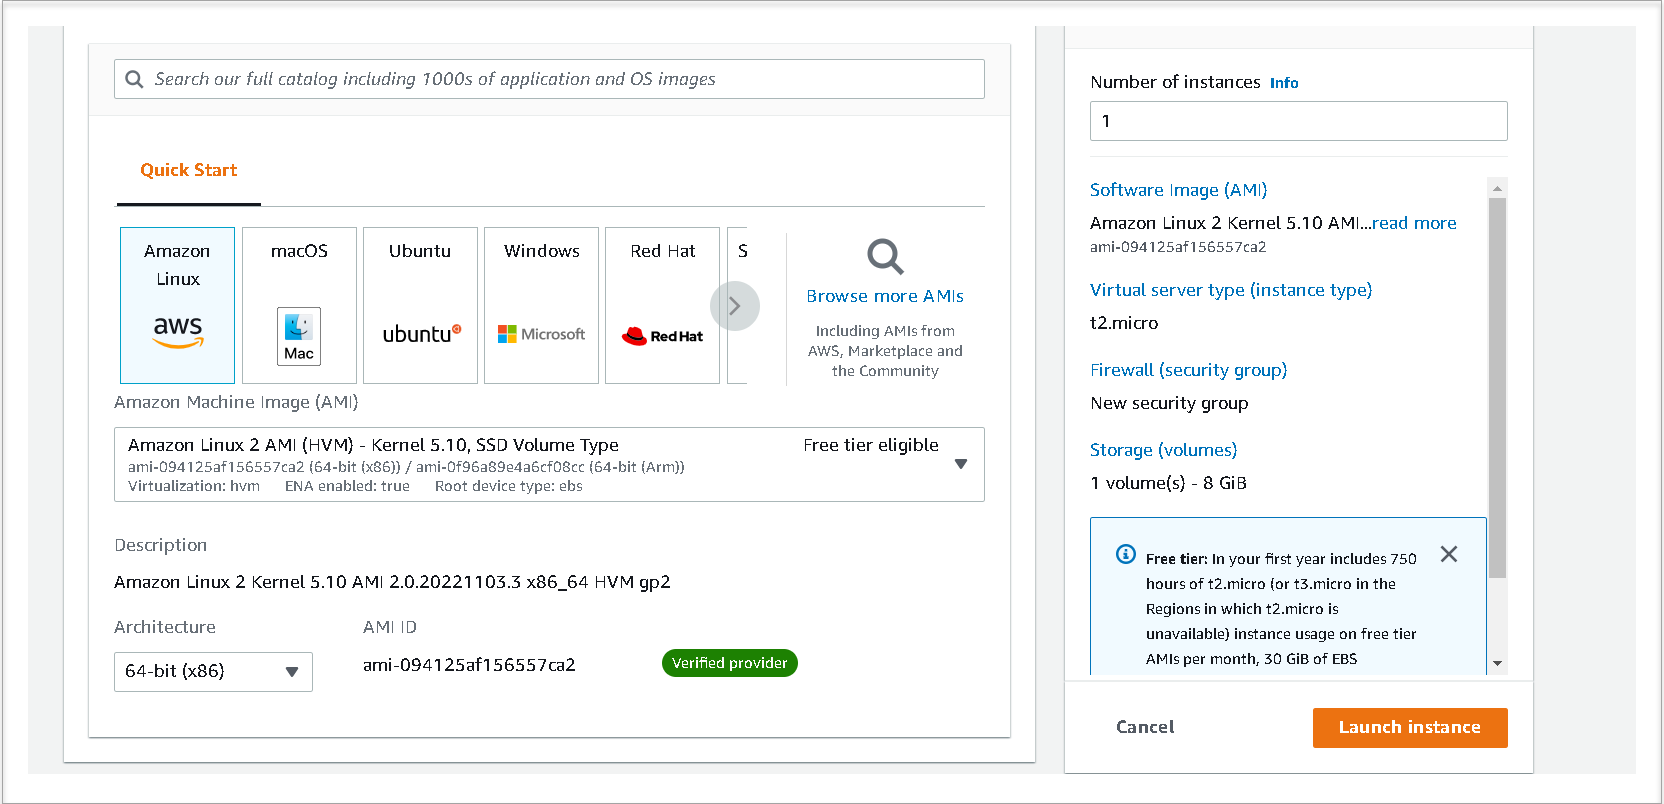 Search our full catalog including 1000s of application and OS images
Quick Start
Amazon
Linux
aws
macOS
Mac
Ubuntu
ubuntu
Windows
Microsoft
Red Hat
Red Hat
S
Browse more AMIs
Including AMIs from
AWS, Marketplace and
the Community
Amazon Machine Image (AMI)
Amazon Linux 2 AMI (HVM) - Kernel 5.10, SSD Volume Type Free tier eligible
ami-094125af156557ca2 (64-bit (x86)) / ami-0f96a89e4a6cf08cc (64-bit (Arm))
Virtualization: hvm ENA enabled: true Root device type: ebs
Description
Amazon Linux 2 Kernel 5.10 AMI 2.0.20221103.3 x86_64 HVM gp2
Architecture AMI ID
64-bit (x86) ami-094125af156557ca2 Verified provider
Number of instances Info
1
Software Image (AMI)
Amazon Linux 2 Kernel 5.10 AMI...read more
ami-094125af156557ca2
Virtual server type (instance type)
t2.micro
Firewall (security group)
New security group
Storage (volumes)
1 volume(s) - 8 GiB
Free tier: In your first year includes 750
hours of t2.micro (or t3.micro in the
Regions in which t2.micro is
unavailable) instance usage on free tier
AMIs per month, 30 GiB of EBS
Cancel Launch instance